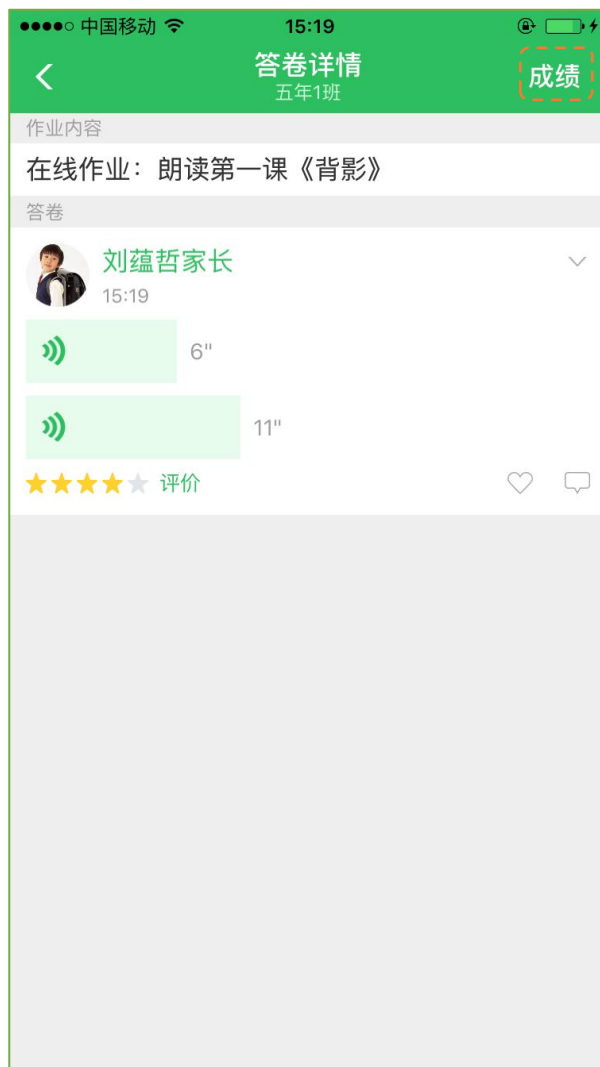 中国移动 15:19
答卷详情
成绩
五年1班
作业内容
在线作业：朗读第一课《背影》
答卷
刘蕴哲家长
15:19
6"
11"
评价